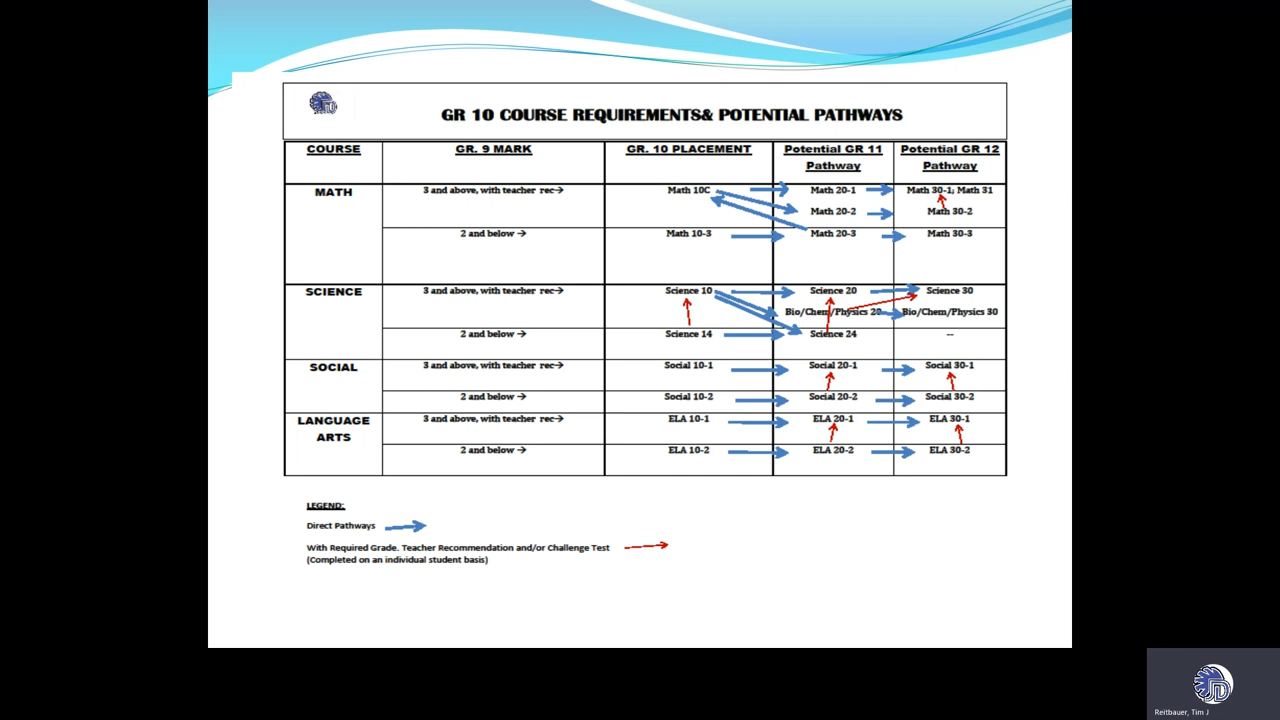 GR 10 COURSE REQUIREMENTS& POTENTIAL PATHWAYS
COURSE GR. 9 MARK GR. 10 PLACEMENT Potential GR 11 Pathway Potential GR 12 Pathway
MATH 3 and above, with teacher rec→ Math 10C Math 20-1 Math 30-1; Math 31
Math 20-2 Math 30-2
2 and below → Math 10-3 Math 20-3 Math 30-3
SCIENCE 3 and above, with teacher rec→ Science 10 Science 20 Science 30
Bio/Chem/Physics 20 Bio/Chem/Physics 30
2 and below → Science 14 Science 24 --
SOCIAL 3 and above, with teacher rec→ Social 10-1 Social 20-1 Social 30-1
2 and below → Social 10-2 Social 20-2 Social 30-2
LANGUAGE ARTS 3 and above, with teacher rec→ ELA 10-1 ELA 20-1 ELA 30-1
2 and below → ELA 10-2 ELA 20-2 ELA 30-2
LEGEND:
Direct Pathways
With Required Grade. Teacher Recommendation and/or Challenge Test
(Completed on an individual student basis)
Reitbauer, Tim J